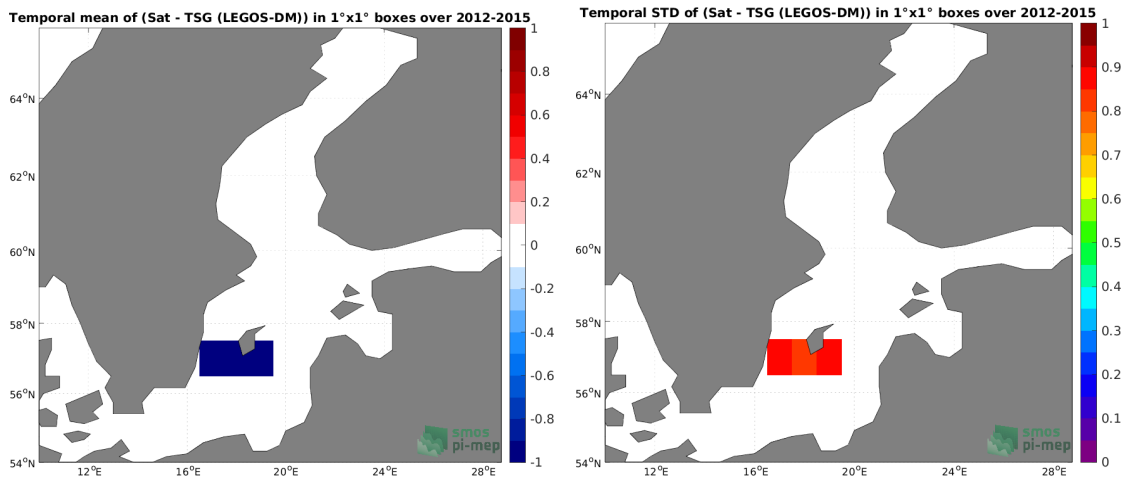 Temporal mean of (Sat - TSG (LEGOS-DM)) in 1°x1° boxes over 2012-2015
1
0.8
0.6
0.4
0.2
0
-0.2
-0.4
-0.6
-0.8
-1
64°N
62°N
60°N
58°N
56°N
54°N
12°E
16°E
20°E
24°E
28°E
smos
pi-mep
Temporal STD of (Sat - TSG (LEGOS-DM)) in 1°x1° boxes over 2012-2015
1
0.9
0.8
0.7
0.6
0.5
0.4
0.3
0.2
0.1
0
64°N
62°N
60°N
58°N
56°N
54°N
12°E
16°E
20°E
24°E
28°E
smos
pi-mep